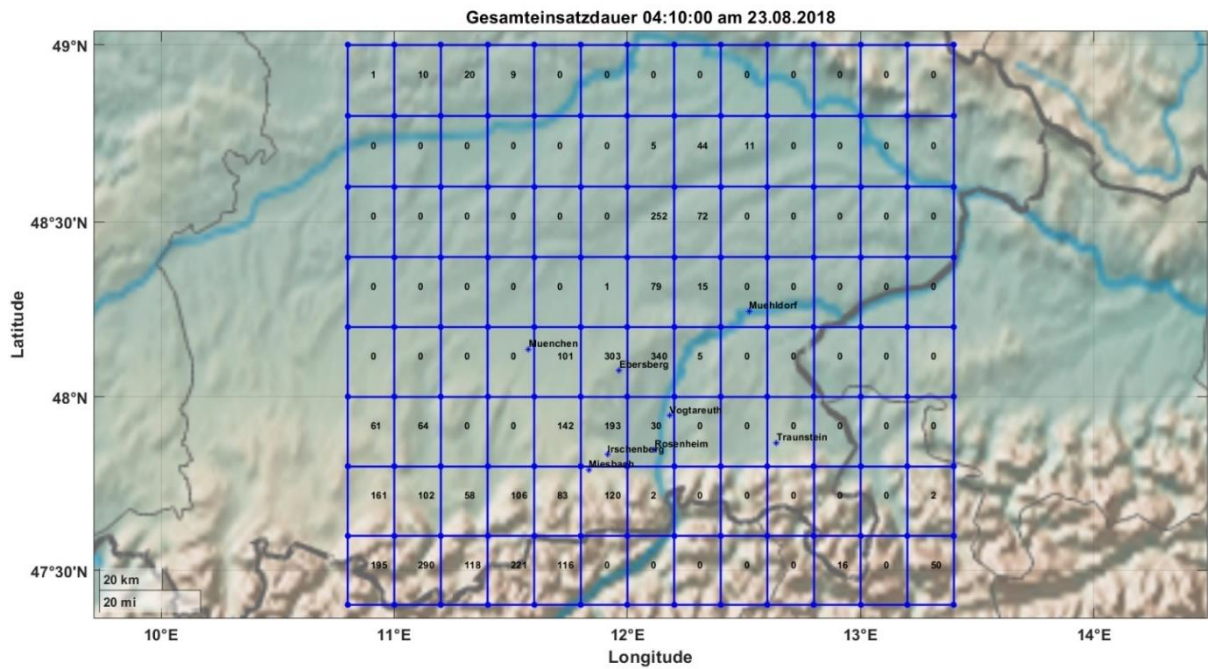 Gesamteinsatzdauer 04:10:00 am 23.08.2018
49°N
1 10 20 9 0 0 0 0 0 0 0 0 0
0 0 0 0 0 0 5 44 11 0 0 0 0
48°30'N
0 0 0 0 0 0 252 72 0 0 0 0 0
0 0 0 0 0 1 79 15 0 0 0 0 0
Muehldorf
Muenchen
0 0 0 0 101 303 340 5 0 0 0 0 0
Ebersberg
48°N
Vogtareuth
61 64 0 0 142 193 30 0 0 0 0 0 0
Traunstein
Rosenheim
Irschenberg
Miesbach
161 102 58 106 83 120 2 0 0 0 0 0 2
47°30'N
195 290 118 221 116 0 0 0 0 0 16 0 50
20 km
20 mi
10°E 11°E 12°E 13°E 14°E
Longitude
Latitude